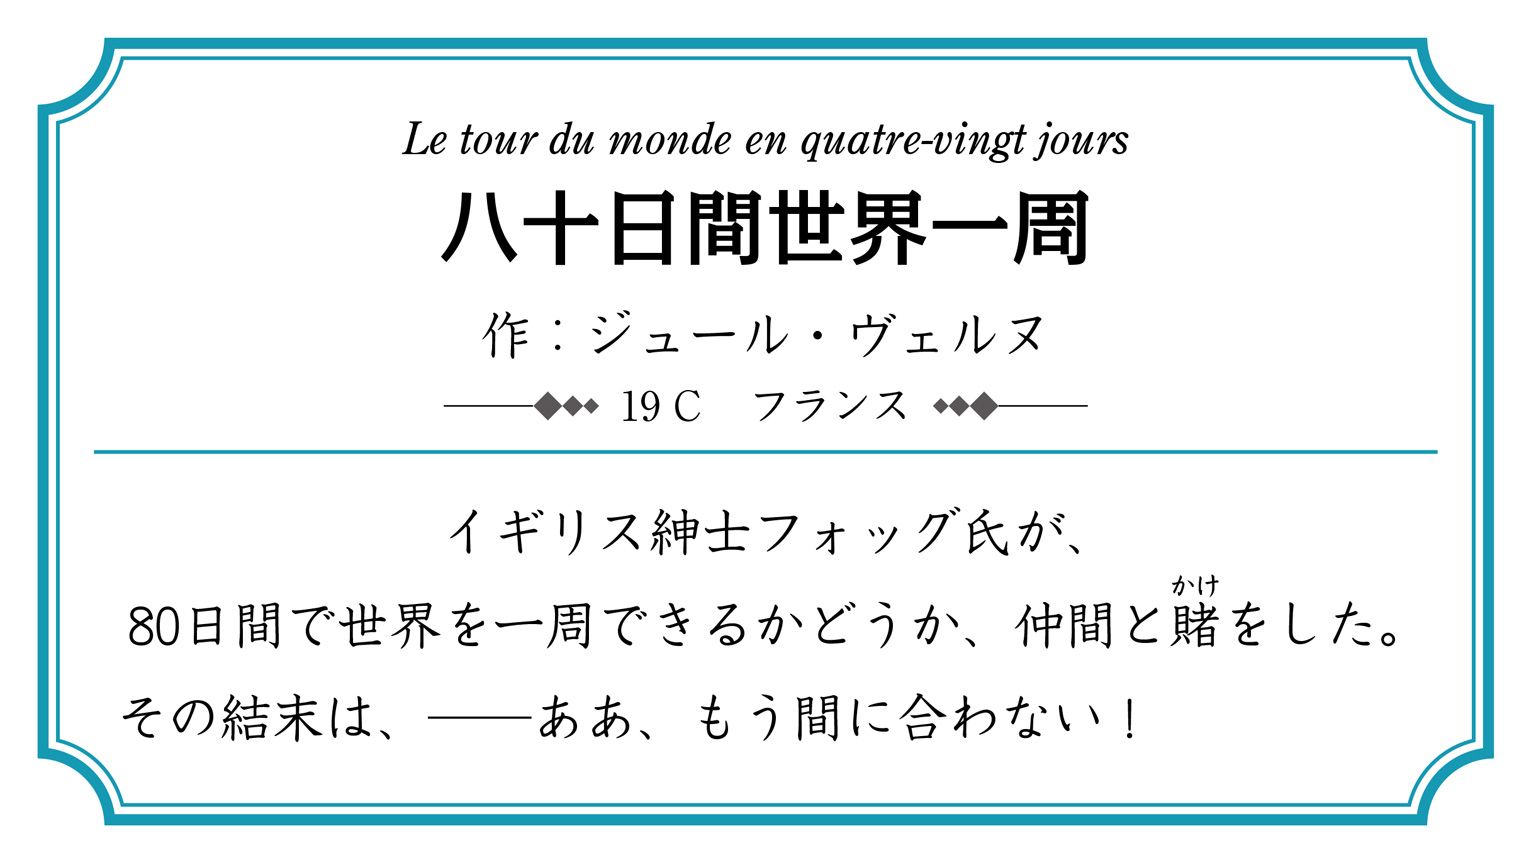 Le tour du monde en quatre-vingt jours
八十日間世界一周
作：ジュール・ヴェルヌ
19 C　フランス
イギリス紳士フォッグ氏が、
かけ
80日間で世界を一周できるかどうか、仲間と賭をした。
その結末は、――ああ、もう間に合わない！